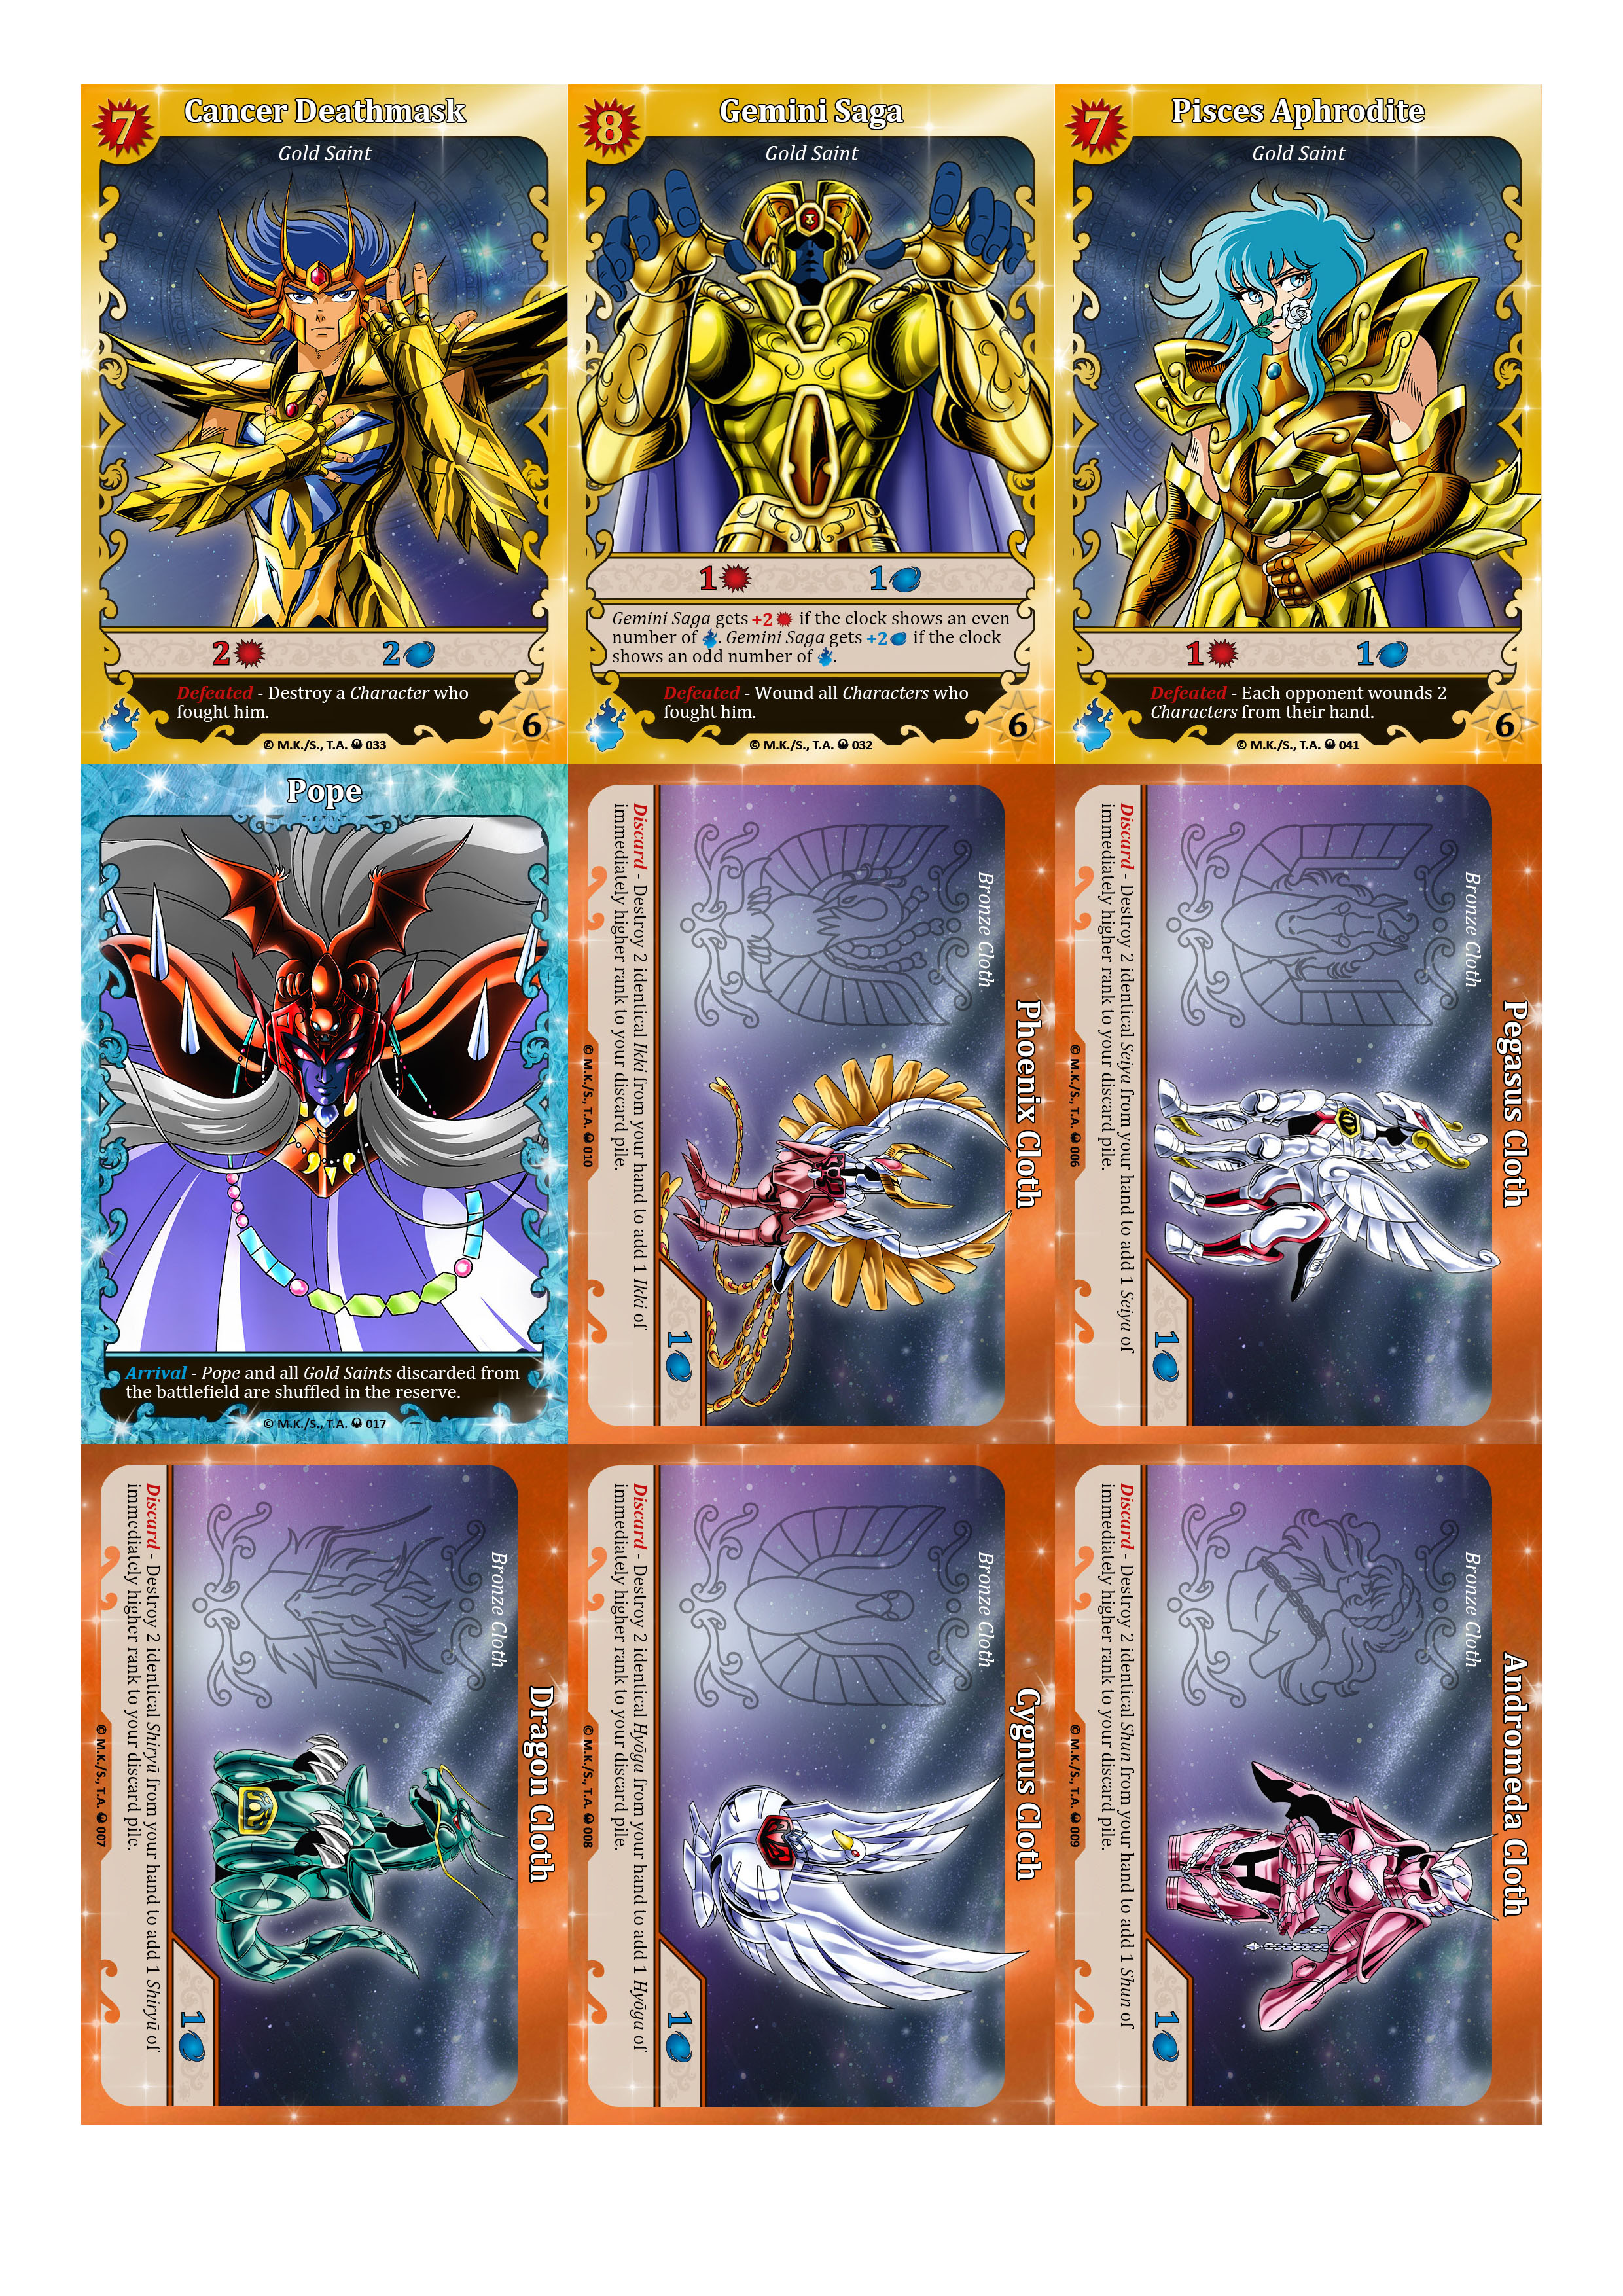 7
Cancer Deathmask
Gold Saint
2 2
Defeated - Destroy a Character who
fought him.
6
© M.K./S., T.A. 033
8
Gemini Saga
Gold Saint
1 1
Gemini Saga gets +2 if the clock shows an even
number of . Gemini Saga gets +2 if the clock
shows an odd number of .
Defeated - Wound all Characters who
fought him.
6
© M.K./S., T.A. 032
7
Pisces Aphrodite
Gold Saint
1 1
Defeated - Each opponent wounds 2
Characters from their hand.
6
© M.K./S., T.A. 041
Pope
Arrival - Pope and all Gold Saints discarded from
the battlefield are shuffled in the reserve.
© M.K./S., T.A. 017
Phoenix Cloth
Bronze Cloth
1
Discard - Destroy 2 identical Ikki from your hand to add 1 Ikki of
immediately higher rank to your discard pile.
© M.K./S., T.A. 010
Pegasus Cloth
Bronze Cloth
1
Discard - Destroy 2 identical Seiya from your hand to add 1 Seiya of
immediately higher rank to your discard pile.
© M.K./S., T.A. 006
Dragon Cloth
Bronze Cloth
1
Discard - Destroy 2 identical Shiryū from your hand to add 1 Shiryū of
immediately higher rank to your discard pile.
© M.K./S., T.A. 007
Cygnus Cloth
Bronze Cloth
1
Discard - Destroy 2 identical Hyōga from your hand to add 1 Hyōga of
immediately higher rank to your discard pile.
© M.K./S., T.A. 008
Andromeda Cloth
Bronze Cloth
1
Discard - Destroy 2 identical Shun from your hand to add 1 Shun of
immediately higher rank to your discard pile.
© M.K./S., T.A. 009